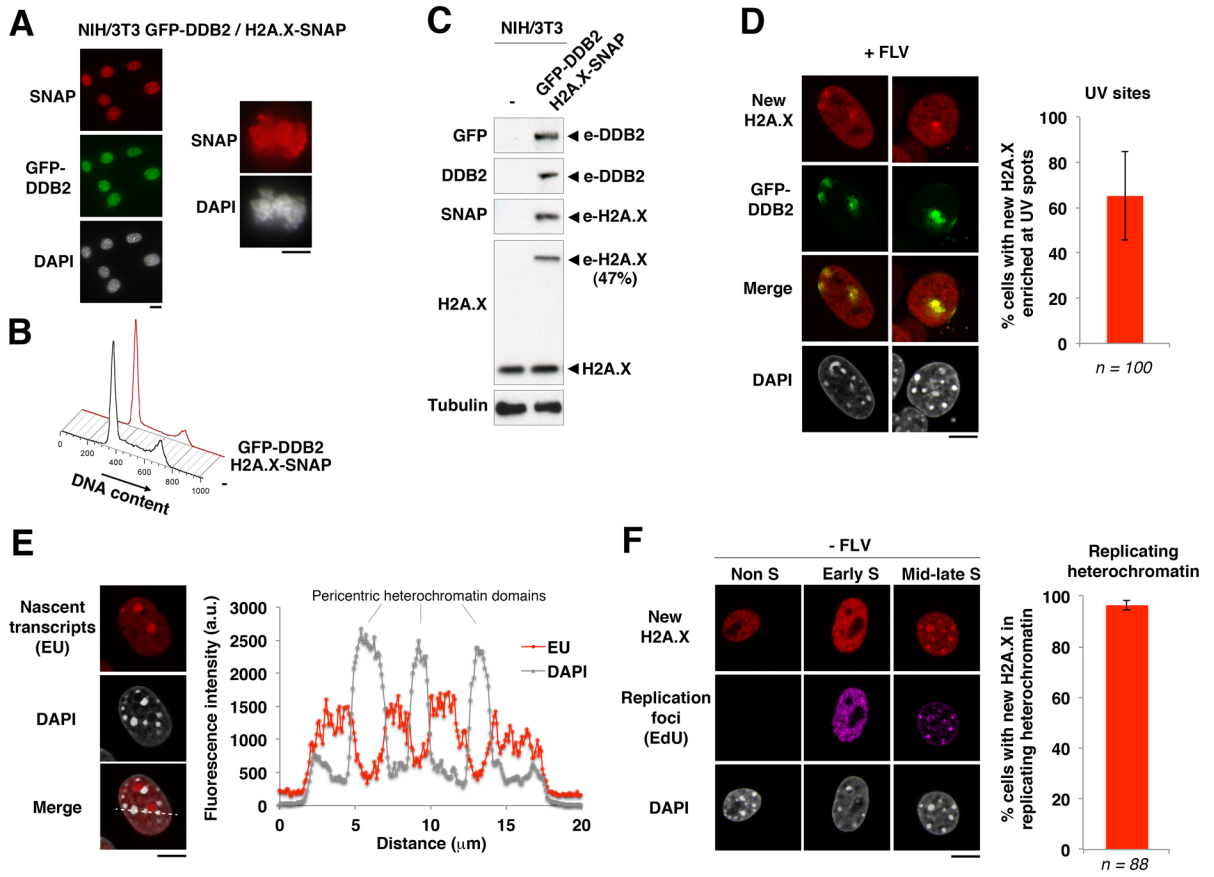 A
NIH/3T3 GFP-DDB2 / H2A.X-SNAP
SNAP
GFP-
DDB2
DAPI
SNAP
DAPI
B
0
200
400
600
800
1000
DNA content
GFP-DDB2
H2A.X-SNAP
-
C
NIH/3T3
-
GFP-DDB2
H2A.X-SNAP
GFP
e-DDB2
DDB2
e-DDB2
SNAP
e-H2A.X
e-H2A.X
(47%)
H2A.X
H2A.X
Tubulin
D
+ FLV
New
H2A.X
GFP-
DDB2
Merge
DAPI
UV sites
% cells with new H2A.X
enriched at UV spots
100
80
60
40
20
0
n = 100
E
Nascent
transcripts
(EU)
DAPI
Merge
Pericentric heterochromatin domains
EU
DAPI
Fluorescence intensity (a.u.)
3000
2500
2000
1500
1000
500
0
0
5
10
15
20
Distance (μm)
F
- FLV
Non S
Early S
Mid-late S
New
H2A.X
Replication
foci
(EdU)
DAPI
Replicating
heterochromatin
% cells with new H2A.X in
replicating heterochromatin
100
80
60
40
20
0
n = 88